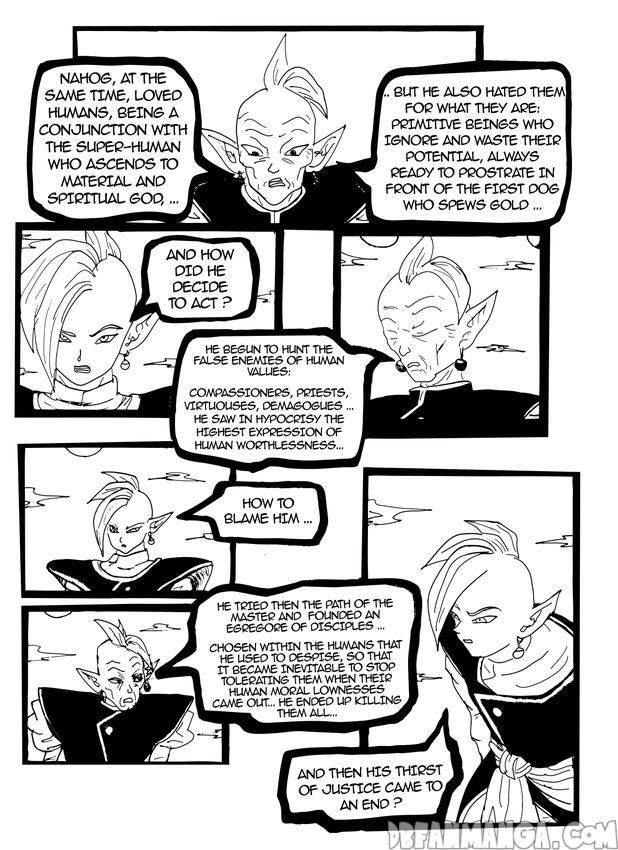 NAHOG, AT THE
SAME TIME, LOVED
HUMANS, BEING A
CONJUNCTION WITH
THE SUPER-HUMAN
WHO ASCENDS TO
MATERIAL AND
SPIRITUAL GOD, ...
.. BUT HE ALSO HATED THEM
FOR WHAT THEY ARE:
PRIMITIVE BEINGS WHO
IGNORE AND WASTE THEIR
POTENTIAL, ALWAYS
READY TO PROSTRATE IN
FRONT OF THE FIRST DOG
WHO SPEWS GOLD ...
AND HOW
DID HE
DECIDE
TO ACT ?
HE BEGUN TO HUNT THE
FALSE ENEMIES OF HUMAN
VALUES:
COMPASSIONERS, PRIESTS,
VIRTUOUSES, DEMAGOGUES ...
HE SAW IN HYPOCRISY THE
HIGHEST EXPRESSION OF
HUMAN WORTHLESSNESS...
HOW TO
BLAME HIM ...
HE TRIED THEN THE PATH OF THE
MASTER AND FOUNDED AN
EGREGORE OF DISCIPLES ...
CHOSEN WITHIN THE HUMANS THAT
HE USED TO DESPISE, SO THAT
IT BECAME INEVITABLE TO STOP
TOLERATING THEM WHEN THEIR
HUMAN MORAL LOWNESSES
CAME OUT... HE ENDED UP KILLING
THEM ALL...
AND THEN HIS THIRST
OF JUSTICE CAME TO
AN END ?
DBFANMANGA.COM